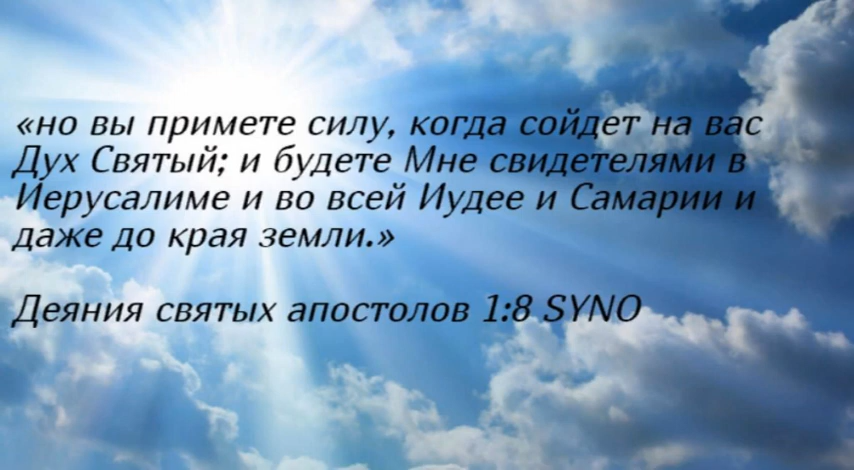 «но вы примете силу, когда сойдет на вас
Дух Святый; и будете Мне свидетелями в
Иерусалиме и во всей Иудее и Самарии и
даже до края земли.»
Деяния святых апостолов 1:8 SYNO